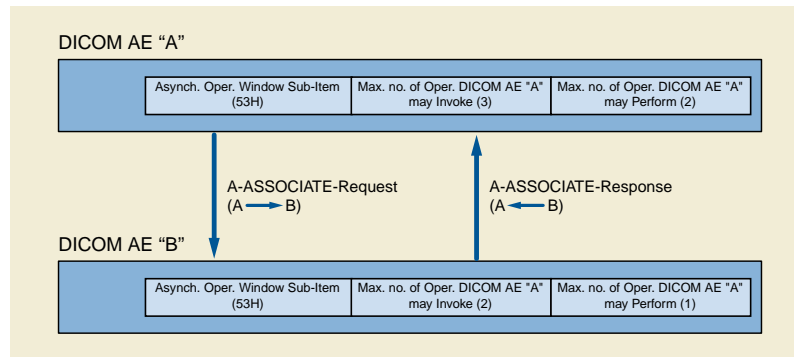 DICOM AE “A”
Asynch. Oper. Window Sub-Item
(53H)
Max. no. of Oper. DICOM AE "A"
may Invoke (3)
Max. no. of Oper. DICOM AE "A"
may Perform (2)
A-ASSOCIATE-Request
(A B)
A-ASSOCIATE-Response
(A B)
DICOM AE “B”
Asynch. Oper. Window Sub-Item
(53H)
Max. no. of Oper. DICOM AE "A"
may Invoke (2)
Max. no. of Oper. DICOM AE "A"
may Perform (1)